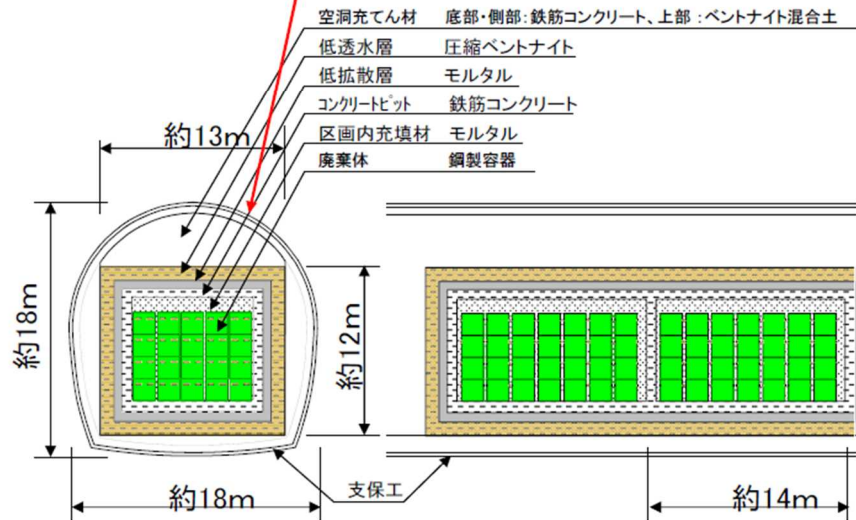 空洞充てん材 底部・側部:鉄筋コンクリート、上部:ベントナイト混合土
低透水層 圧縮ベントナイト
低拡散層 モルタル
コンクリートピット 鉄筋コンクリート
区画内充填材 モルタル
廃棄体 鋼製容器
約13m
約18m
約12m
支保工
約18m
約14m